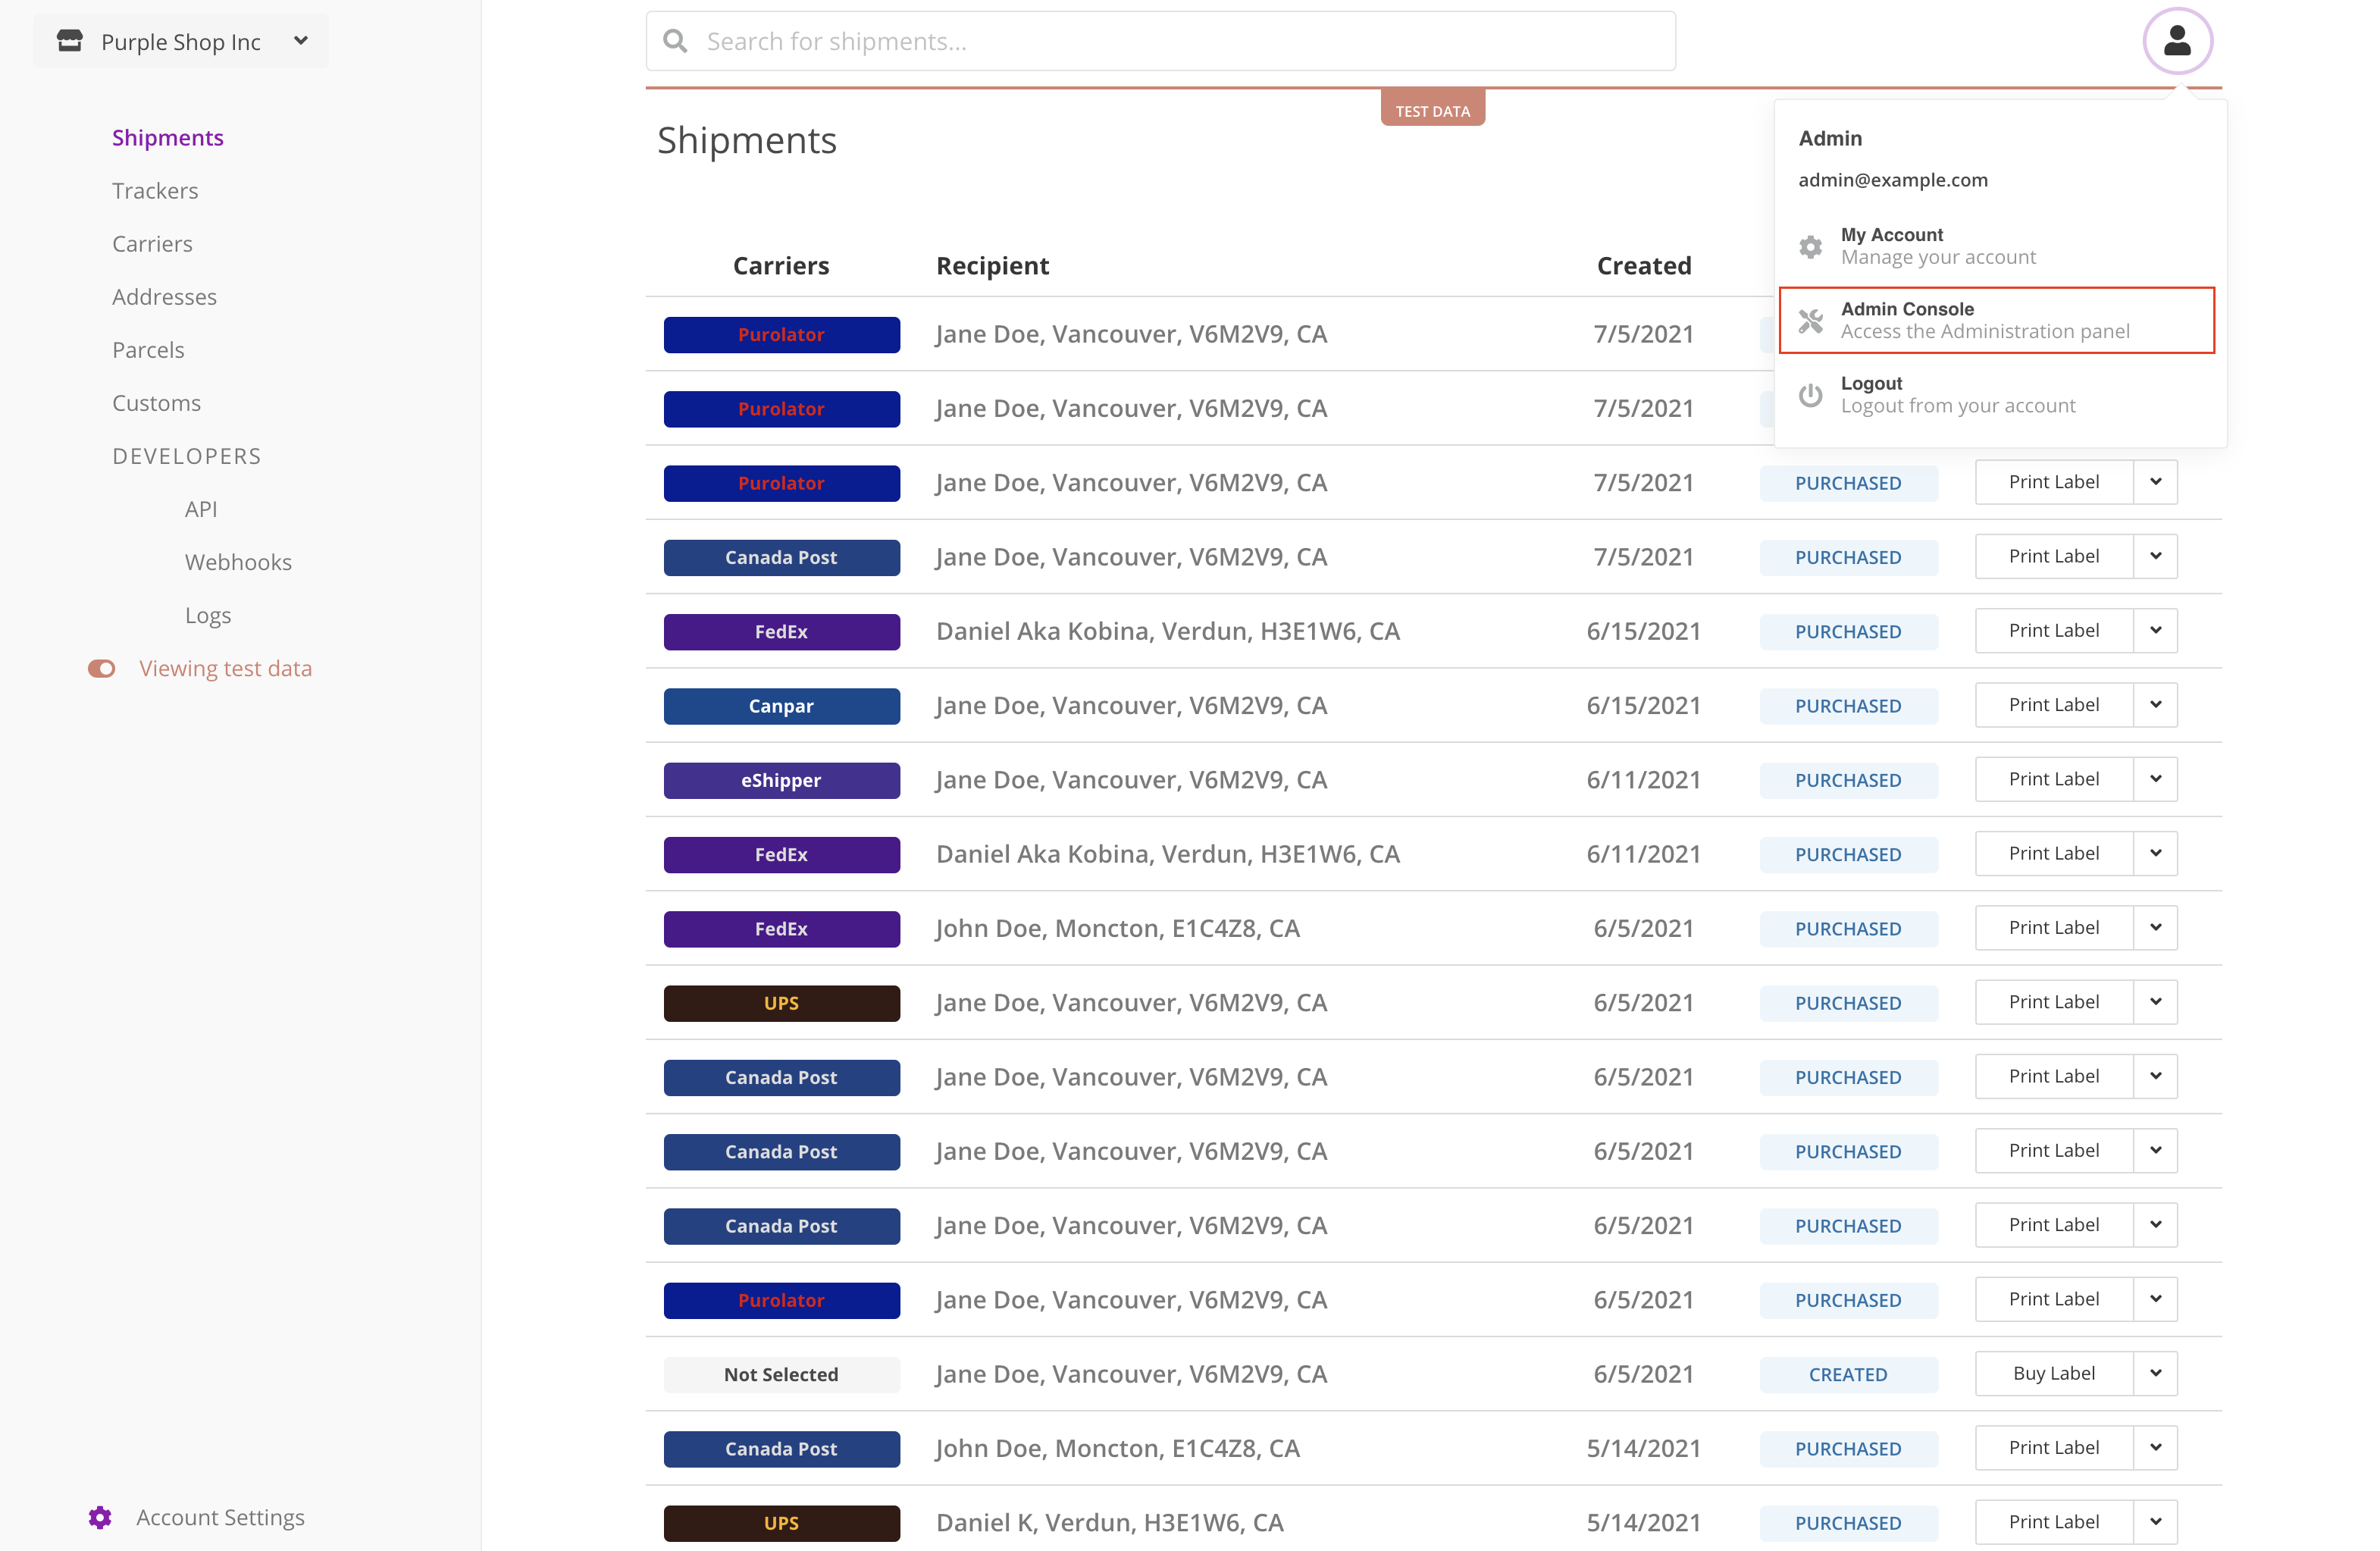 Purple Shop Inc
Search for shipments...
Shipments
Trackers
Carriers
Addresses
Parcels
Customs
DEVELOPERS
API
Webhooks
Logs
Viewing test data
Account Settings
TEST DATA
Shipments
Admin
admin@example.com
My Account
Manage your account
Admin Console
Access the Administration panel
Logout
Logout from your account
Carriers Recipient Created
Purolator Jane Doe, Vancouver, V6M2V9, CA 7/5/2021
Purolator Jane Doe, Vancouver, V6M2V9, CA 7/5/2021
Purolator Jane Doe, Vancouver, V6M2V9, CA 7/5/2021 PURCHASED Print Label
Canada Post Jane Doe, Vancouver, V6M2V9, CA 7/5/2021 PURCHASED Print Label
FedEx Daniel Aka Kobina, Verdun, H3E1W6, CA 6/15/2021 PURCHASED Print Label
Canpar Jane Doe, Vancouver, V6M2V9, CA 6/15/2021 PURCHASED Print Label
eShipper Jane Doe, Vancouver, V6M2V9, CA 6/11/2021 PURCHASED Print Label
FedEx Daniel Aka Kobina, Verdun, H3E1W6, CA 6/11/2021 PURCHASED Print Label
FedEx John Doe, Moncton, E1C4Z8, CA 6/5/2021 PURCHASED Print Label
UPS Jane Doe, Vancouver, V6M2V9, CA 6/5/2021 PURCHASED Print Label
Canada Post Jane Doe, Vancouver, V6M2V9, CA 6/5/2021 PURCHASED Print Label
Canada Post Jane Doe, Vancouver, V6M2V9, CA 6/5/2021 PURCHASED Print Label
Canada Post Jane Doe, Vancouver, V6M2V9, CA 6/5/2021 PURCHASED Print Label
Purolator Jane Doe, Vancouver, V6M2V9, CA 6/5/2021 PURCHASED Print Label
Not Selected Jane Doe, Vancouver, V6M2V9, CA 6/5/2021 CREATED Buy Label
Canada Post John Doe, Moncton, E1C4Z8, CA 5/14/2021 PURCHASED Print Label
UPS Daniel K, Verdun, H3E1W6, CA 5/14/2021 PURCHASED Print Label